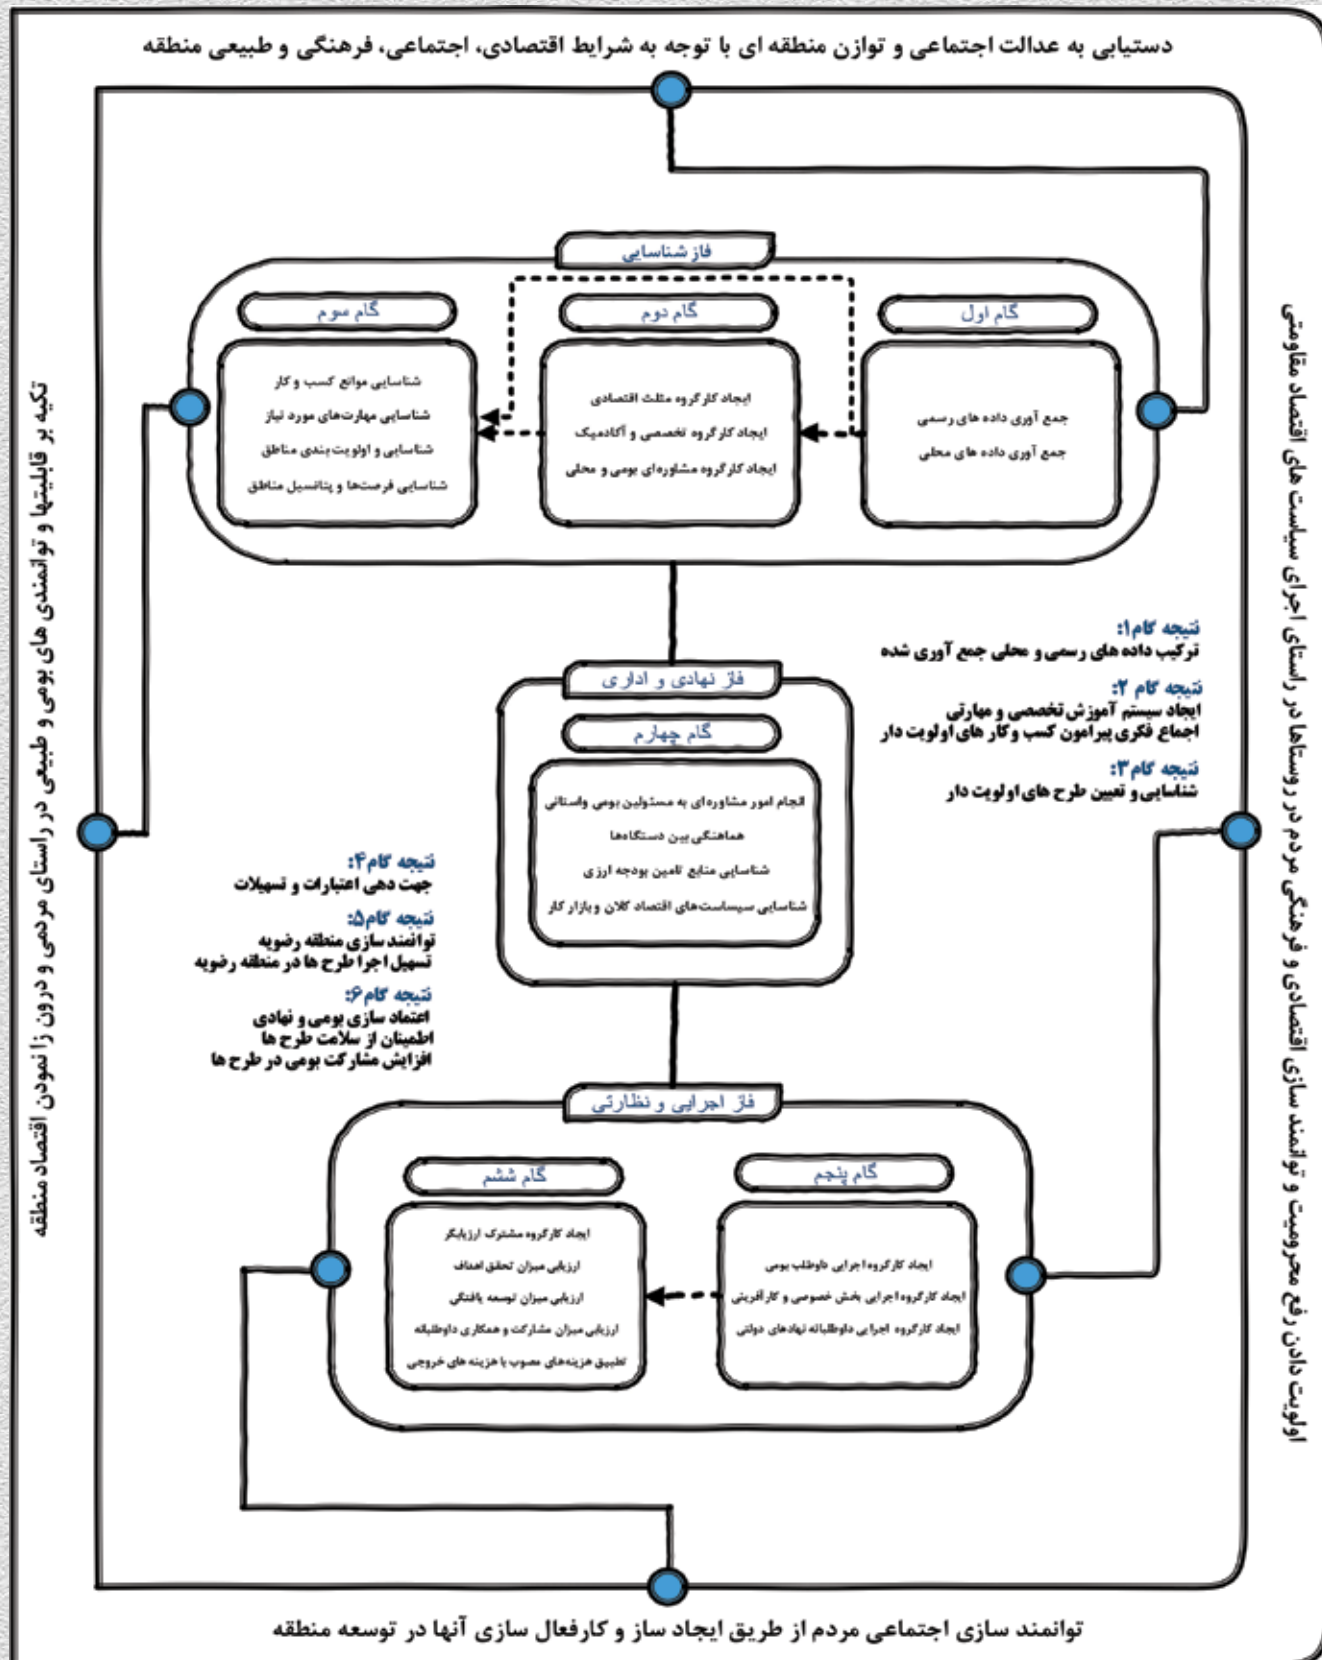 دستیابی به عدالت اجتماعی و توازن منطقه ای با توجه به شرایط اقتصادی، اجتماعی، فرهنگی و طبیعی منطقه
اولویت دادن رفع محرومیت و توانمند سازی اقتصادی و فرهنگی مردم در روستاها در راستای اجرای سیاست های اقتصاد مقاومتی
فاز شناسایی
گام اول
جمع آوری داده های رسمی
جمع آوری داده های محلی
گام دوم
ایجاد کارگروه مثلث اقتصادی
ایجاد کارگروه تخصصی و آکادمیک
ایجاد کارگروه مشاوره‌ای بومی و محلی
گام سوم
شناسایی موانع کسب و کار
شناسایی مهارت‌های مورد نیاز
شناسایی و اولویت بندی مناطق
شناسایی فرصت‌ها و پتانسیل مناطق
نتیجه گام۱:
ترکیب داده های رسمی و محلی جمع آوری شده
نتیجه گام ۲:
ایجاد سیستم آموزش تخصصی و مهارتی
اجماع فکری پیرامون کسب وکار های اولویت دار
نتیجه گام۳:
شناسایی و تعیین طرح های اولویت دار
فاز نهادی و اداری
گام چهارم
انجام امور مشاوره‌ای به مسئولین بومی واستانی
هماهنگی بین دستگاه‌ها
شناسایی منابع تامین بودجه ارزی
شناسایی سیسیاست‌های اقتصاد کلان و بازار کار
نتیجه گام۴:
جهت دهی اعتبارات و تسهیلات
نتیجه گام۵:
توانمند سازی منطقه رضویه
تسهیل اجرا طرح ها در منطقه رضویه
نتیجه گام۶:
اعتماد سازی بومی و نهادی
اطمینان از سلامت طرح ها
افزایش مشارکت بومی در طرح ها
فاز اجرایی و نظارتی
گام پنجم
ایجاد کارگروه اجرایی داوطلب بومی
ایجاد کارگروه اجرایی بخش خصوصی و کارآفرینی
ایجاد کارگروه اجرایی داوطلبانه نهادهای دولتی
گام ششم
ایجاد کارگروه مشترک ارزیابگر
ارزیابی میزان تحقق اهداف
ارزیابی میزان توسعه یافتگی
ارزیابی میزان مشارکت و همکاری داوطلبانه
تطبیق هزینه‌های مصوب با هزینه های خروجی
تکیه بر قابلیتها و توانمندی های بومی و طبیعی در راستای مردمی و درون زا نمودن اقتصاد منطقه
توانمند سازی اجتماعی مردم از طریق ایجاد ساز و کارفعال سازی آنها در توسعه منطقه